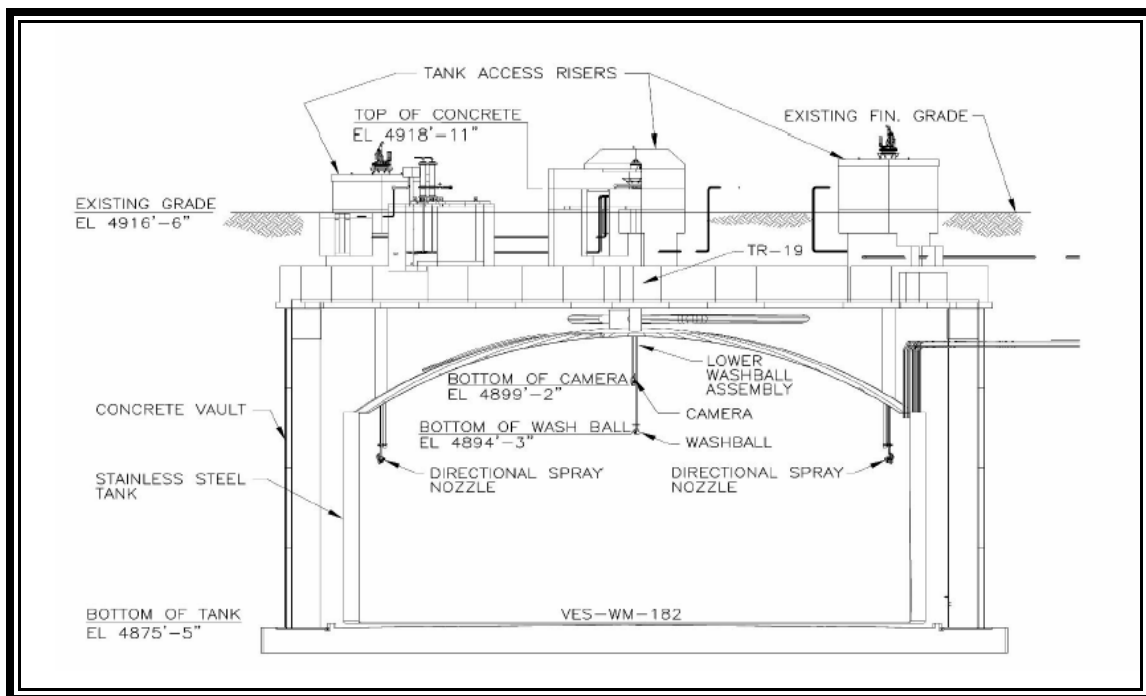 TANK ACCESS RISERS
TOP OF CONCRETE
EL 4918'-11"
EXISTING FIN. GRADE
EXISTING GRADE
EL 4916'-6"
TR-19
LOWER
WASHBALL
ASSEMBLY
BOTTOM OF CAMERA
EL 4899'-2"
CAMERA
CONCRETE VAULT
BOTTOM OF WASH BALL
EL 4894'-3"
WASHBALL
STAINLESS STEEL
TANK
DIRECTIONAL SPRAY
NOZZLE
DIRECTIONAL SPRAY
NOZZLE
BOTTOM OF TANK
EL 4875'-5"
VES-WM-182